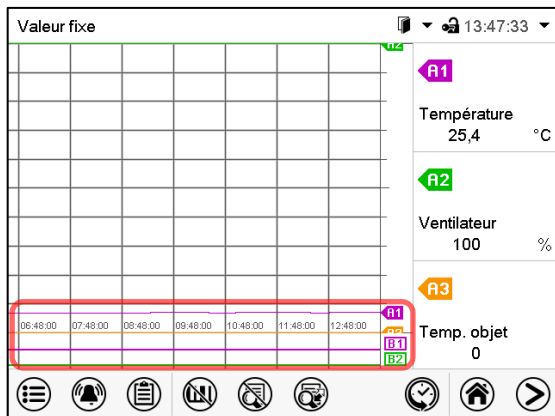 Valeur fixe
13:47:33
A2
A1
Température
25,4 °C
A2
Ventilateur
100 %
A3
Temp. objet
0
A1
06:48:00 07:48:00 08:48:00 09:48:00 10:48:00 11:48:00 12:48:00
A3
B1
B2